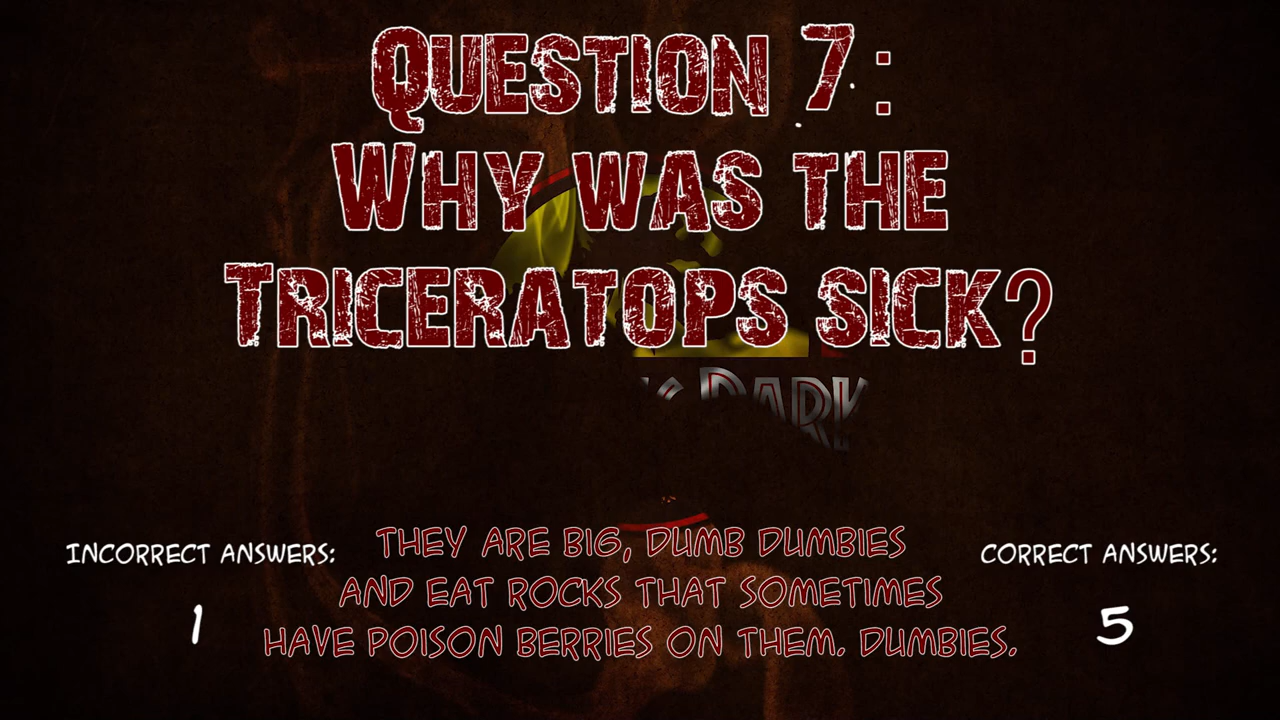 Question 7:
Why was the
Triceratops sick?
Park
INCORRECT ANSWERS:
1
THEY ARE BIG, DUMB DUMBIES
AND EAT ROCKS THAT SOMETIMES
HAVE POISON BERRIES ON THEM. DUMBIES.
CORRECT ANSWERS:
5